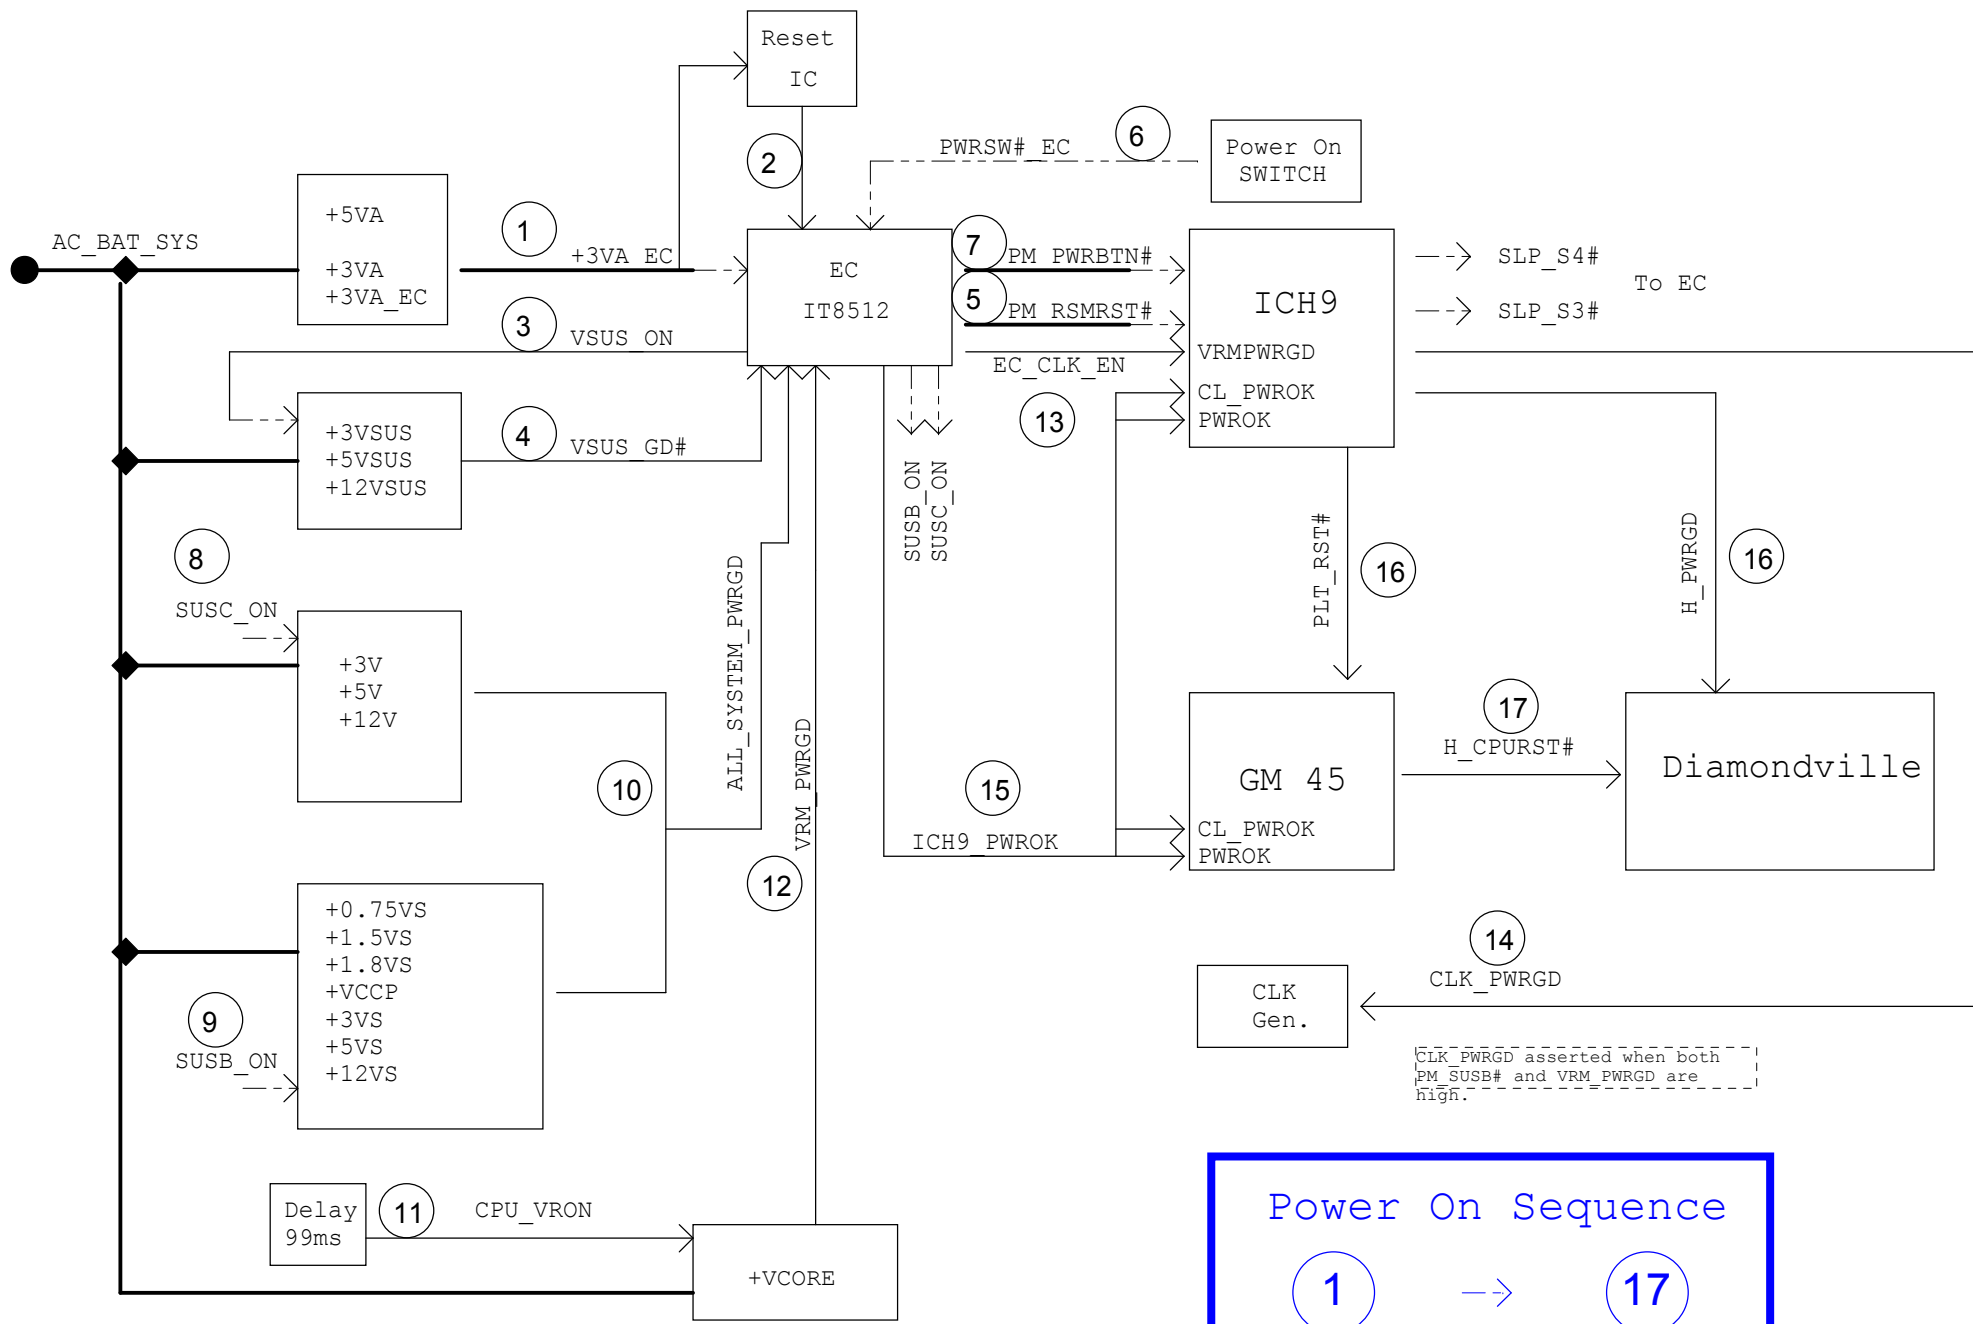 Reset
IC
2
PWRSW#_EC
6
Power On
SWITCH
AC_BAT_SYS
+5VA
+3VA
+3VA_EC
1
+3VA_EC
EC
IT8512
7
PM_PWRBTN#
5
PM_RSMRST#
EC_CLK_EN
13
ICH9
VRMPWRGD
CL_PWROK
PWROK
SLP_S4#
SLP_S3#
To EC
3
VSUS_ON
+3VSUS
+5VSUS
+12VSUS
4
VSUS_GD#
SUSB_ON
SUSC_ON
8
SUSC_ON
+3V
+5V
+12V
10
ALL_SYSTEM_PWRGD
VRM_PWRGD
12
PLT_RST#
16
H_PWRGD
16
15
ICH9_PWROK
GM 45
CL_PWROK
PWROK
17
H_CPURST#
Diamondville
9
SUSB_ON
+0.75VS
+1.5VS
+1.8VS
+VCCP
+3VS
+5VS
+12VS
CLK
Gen.
14
CLK_PWRGD
CLK_PWRGD asserted when both
PM_SUSB# and VRM_PWRGD are
high.
Delay
99ms
11
CPU_VRON
+VCORE
Power On Sequence
1
17